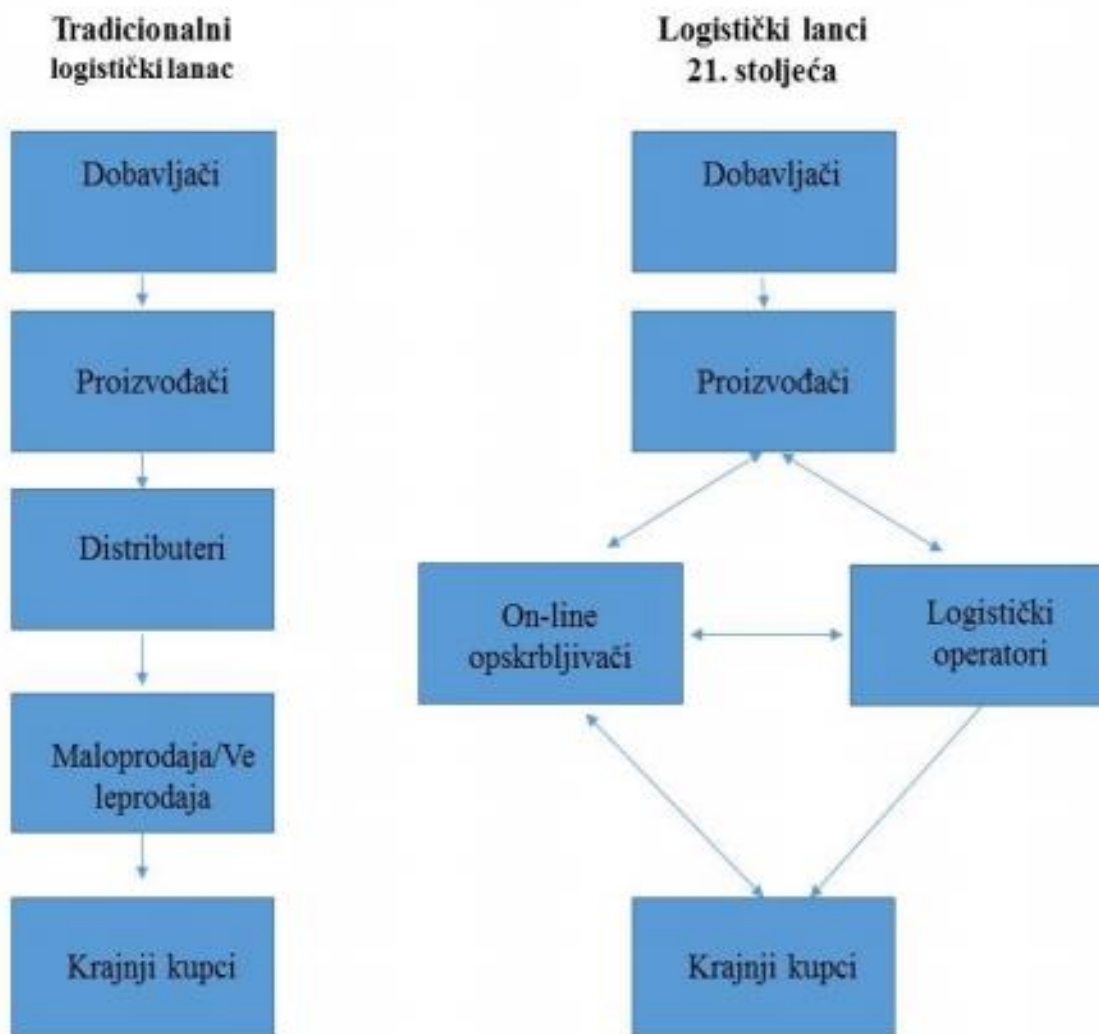 Tradicionalni
logistički lanac
Dobavljači
Proizvođači
Distributeri
Maloprodaja/Ve
leprodaja
Krajnji kupci
Logistički lanci
21. stoljeća
Dobavljači
Proizvođači
On-line
opskrbljivači
Logistički
operatori
Krajnji kupci